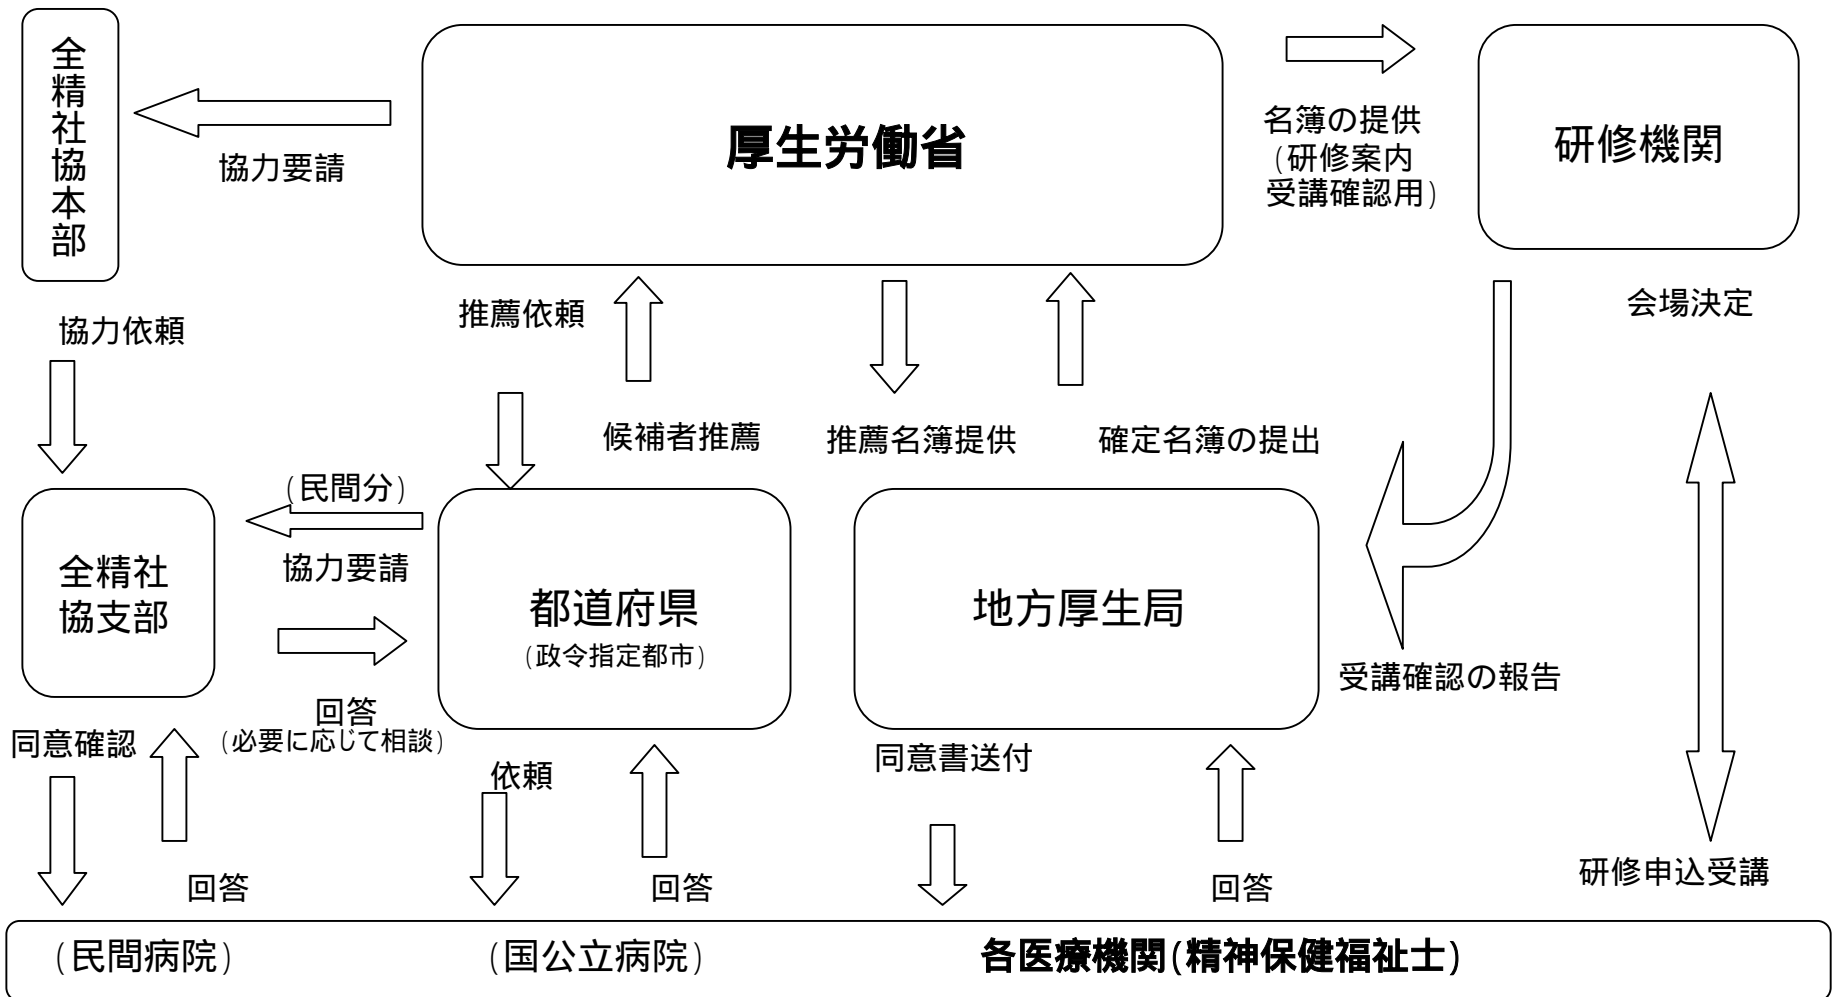 全精社協本部
厚生労働省
研修機関
協力要請
名簿の提供
(研修案内
受講確認用)
協力依頼
推薦依頼
会場決定
候補者推薦
推薦名簿提供
確定名簿の提出
(民間分)
協力要請
全精社
協支部
都道府県
(政令指定都市)
地方厚生局
受講確認の報告
回答
(必要に応じて相談)
同意確認
依頼
同意書送付
回答
回答
回答
研修申込受講
(民間病院)
(国公立病院)
各医療機関(精神保健福祉士)